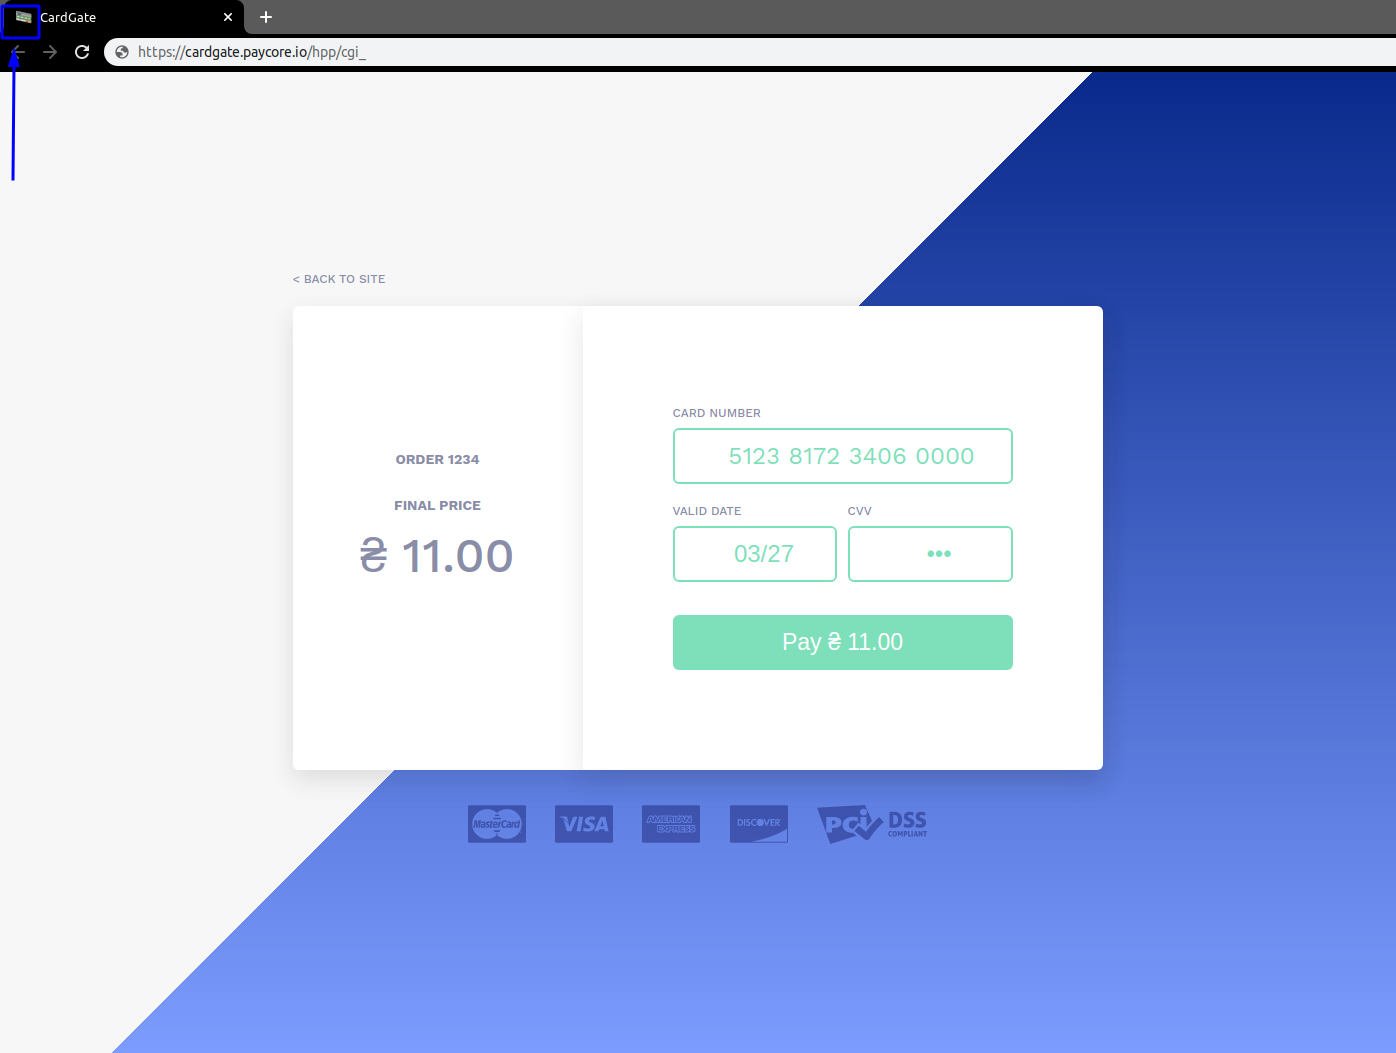 CardGate
https://cardgate.paycore.io/hpp/cgi_
< BACK TO SITE
ORDER 1234
FINAL PRICE
₴ 11.00
CARD NUMBER
5123 8172 3406 0000
VALID DATE
CVV
03/27
•••
Pay ₴ 11.00
MasterCard
VISA
AMERICAN
EXPRESS
DISCOVER
PCI
DSS
COMPLIANT